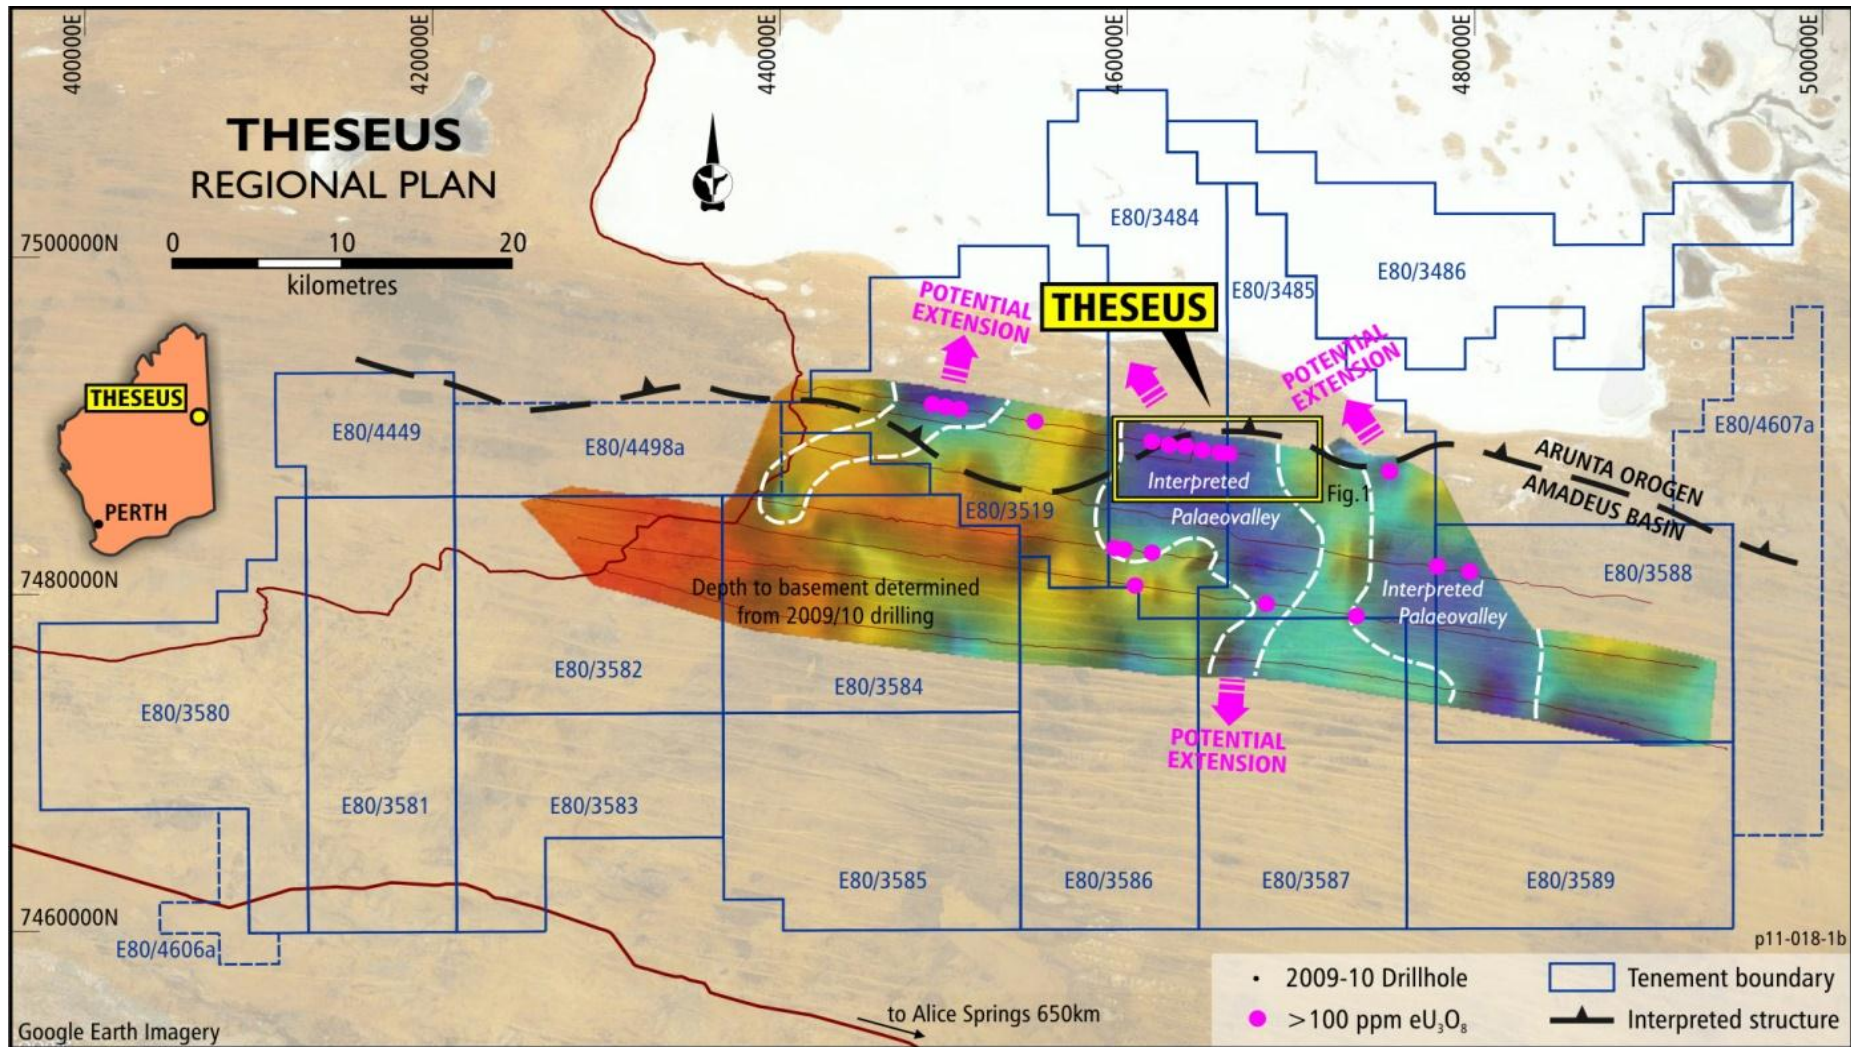 400000E
420000E
440000E
460000E
480000E
500000E
THESEUS
REGIONAL PLAN
0 10 20
kilometres
7500000N
7480000N
7460000N
THESEUS
PERTH
E80/3484
E80/3485
E80/3486
POTENTIAL
EXTENSION
THESEUS
POTENTIAL
EXTENSION
E80/4449
E80/4498a
E80/4607a
ARUNTA OROGEN
AMADEUS BASIN
Interpreted
Palaeovalley
Fig.1
E80/3519
E80/3588
Depth to basement determined
from 2009/10 drilling
Interpreted
Palaeovalley
E80/3580
E80/3582
E80/3584
POTENTIAL
EXTENSION
E80/3581
E80/3583
E80/3585
E80/3586
E80/3587
E80/3589
E80/4606a
p11-018-1b
2009-10 Drillhole
Tenement boundary
>100 ppm eU₃O₈
Interpreted structure
to Alice Springs 650km
Google Earth Imagery